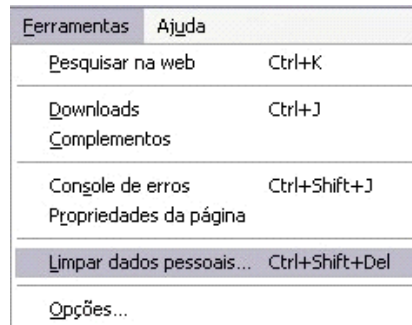 Ferramentas Ajuda
Pesquisar na web Ctrl+K
Downloads Ctrl+J
Complementos
Console de erros Ctrl+Shift+J
Propriedades da página
Limpar dados pessoais... Ctrl+Shift+Del
Opções...